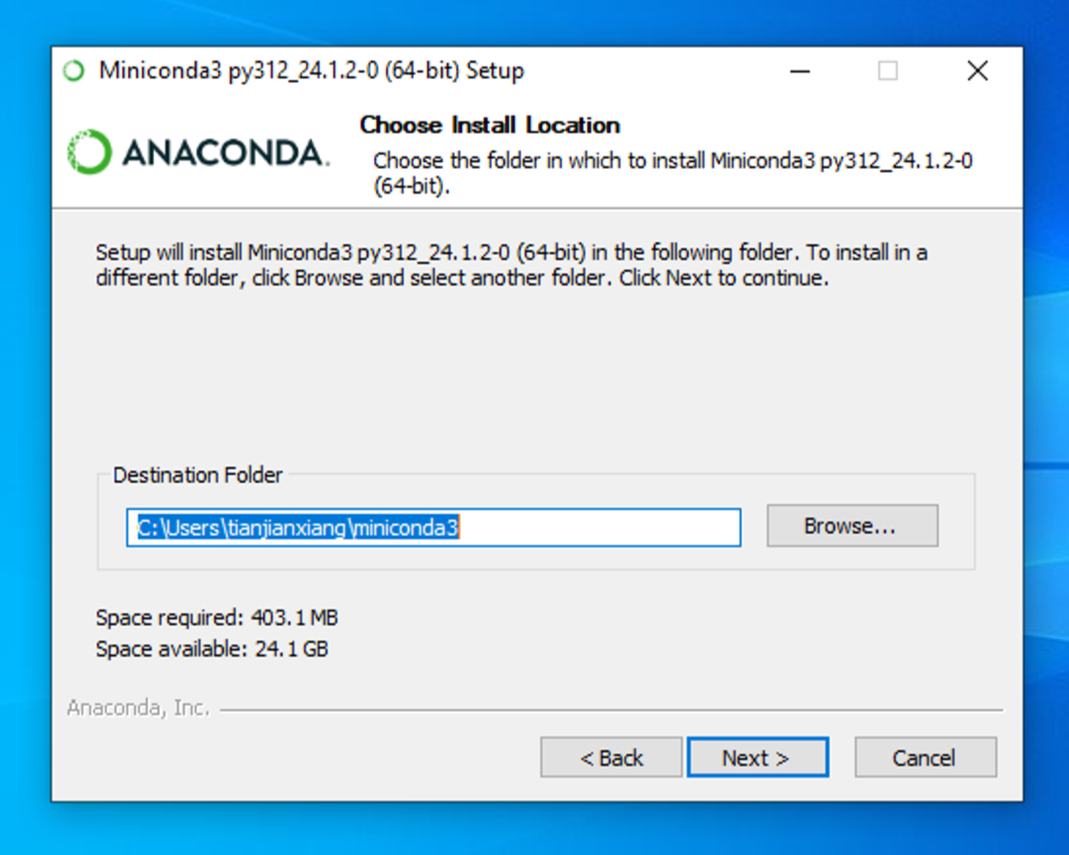 Miniconda3 py312_24.1.2-0 (64-bit) Setup
ANACONDA.
Choose Install Location
Choose the folder in which to install Miniconda3 py312_24.1.2-0
(64-bit).
Setup will install Miniconda3 py312_24.1.2-0 (64-bit) in the following folder. To install in a
different folder, click Browse and select another folder. Click Next to continue.
Destination Folder
C:\Users\tianjianxiang\miniconda3
Browse...
Space required: 403.1 MB
Space available: 24.1 GB
Anaconda, Inc.
< Back
Next >
Cancel